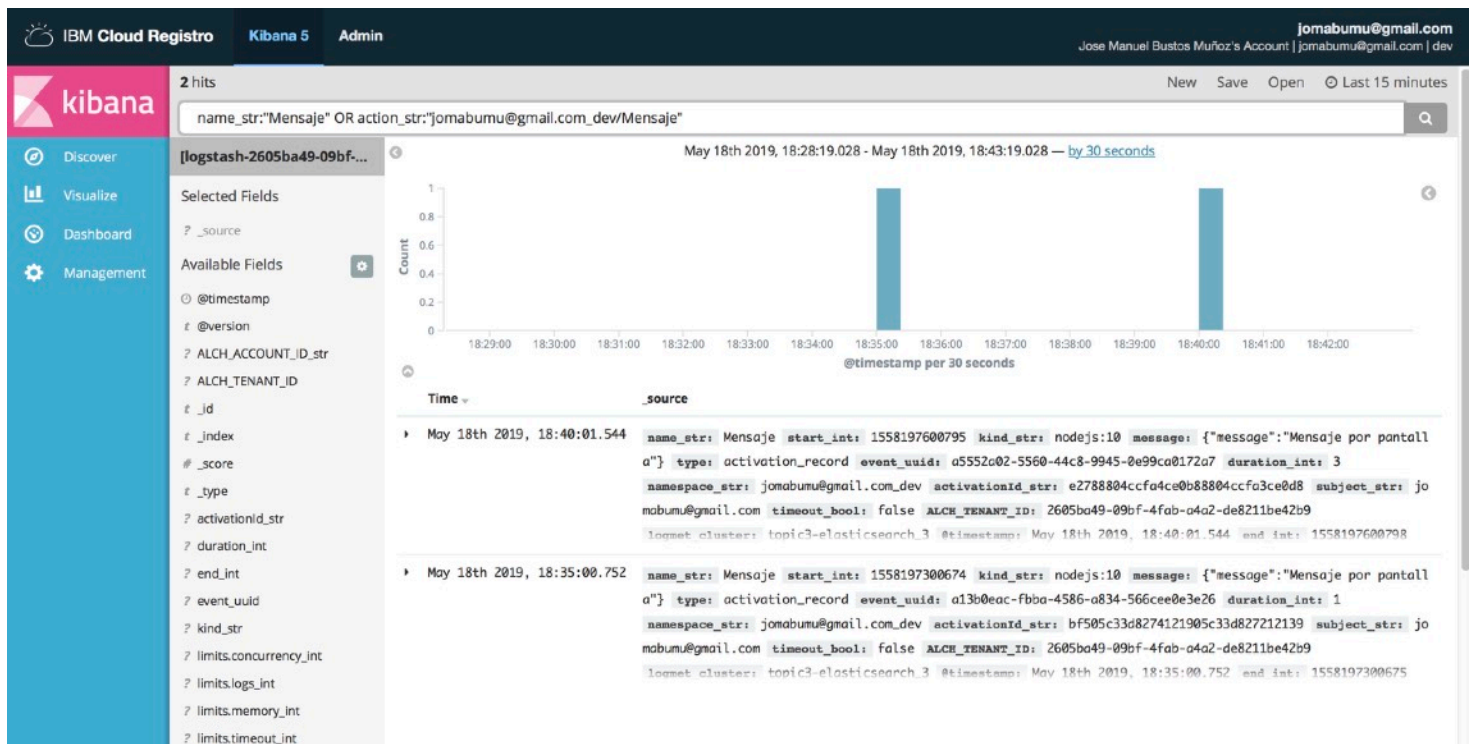 IBM Cloud Registro
Kibana 5
Admin
jomabumu@gmail.com
Jose Manuel Bustos Muñoz's Account | jomabumu@gmail.com | dev
kibana
Discover
Visualize
Dashboard
Management
2 hits
New Save Open Last 15 minutes
name_str:"Mensaje" OR action_str:"jomabumu@gmail.com_dev/Mensaje"
[logstash-2605ba49-09bf-...
Selected Fields
? _source
Available Fields
@timestamp
t @version
? ALCH_ACCOUNT_ID_str
? ALCH_TENANT_ID
t _id
t _index
# _score
t _type
? activationId_str
? duration_int
? end_int
? event_uuid
? kind_str
? limits.concurrency_int
? limits.logs_int
? limits.memory_int
? limits.timeout_int
May 18th 2019, 18:28:19.028 - May 18th 2019, 18:43:19.028 — by 30 seconds
Count
1
0.8
0.6
0.4
0.2
0
18:29:00 18:30:00 18:31:00 18:32:00 18:33:00 18:34:00 18:35:00 18:36:00 18:37:00 18:38:00 18:39:00 18:40:00 18:41:00 18:42:00
@timestamp per 30 seconds
Time _source
May 18th 2019, 18:40:01.544
name_str: Mensaje start_int: 1558197600795 kind_str: nodejs:10 message: {"message":"Mensaje por pantall
a"} type: activation_record event_uuid: a5552a02-5560-44c8-9945-0e99ca0172a7 duration_int: 3
namespace_str: jomabumu@gmail.com_dev activationId_str: e2788804ccfa4ce0b88804ccfa3ce0d8 subject_str: jo
mabumu@gmail.com timeout_bool: false ALCH_TENANT_ID: 2605ba49-09bf-4fab-a4a2-de8211be42b9
logmet_cluster: topic3-elasticsearch_3 @timestamp: May 18th 2019, 18:40:01.544 end_int: 1558197600798
May 18th 2019, 18:35:00.752
name_str: Mensaje start_int: 1558197300674 kind_str: nodejs:10 message: {"message":"Mensaje por pantall
a"} type: activation_record event_uuid: a13b0eac-fbba-4586-a834-566cee0e3e26 duration_int: 1
namespace_str: jomabumu@gmail.com_dev activationId_str: bf505c33d8274121905c33d827212139 subject_str: jo
mabumu@gmail.com timeout_bool: false ALCH_TENANT_ID: 2605ba49-09bf-4fab-a4a2-de8211be42b9
logmet_cluster: topic3-elasticsearch_3 @timestamp: May 18th 2019, 18:35:00.752 end_int: 1558197300675